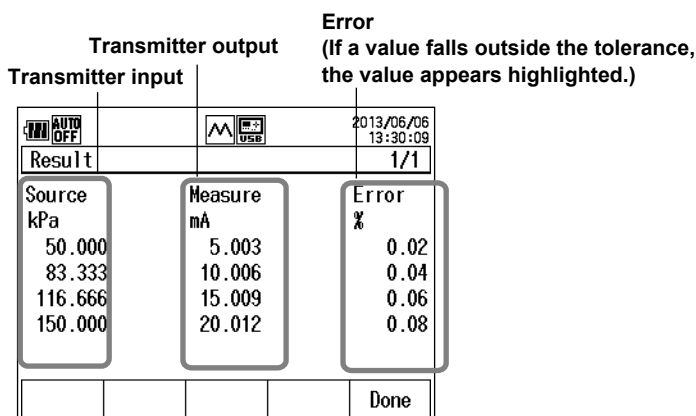 Error
Transmitter output
(If a value falls outside the tolerance,
Transmitter input
the value appears highlighted.)
AUTO OFF
USB
2013/06/06
13:30:09
Result 1/1
Source Measure Error
kPa mA %
50.000 5.003 0.02
83.333 10.006 0.04
116.666 15.009 0.06
150.000 20.012 0.08
Done